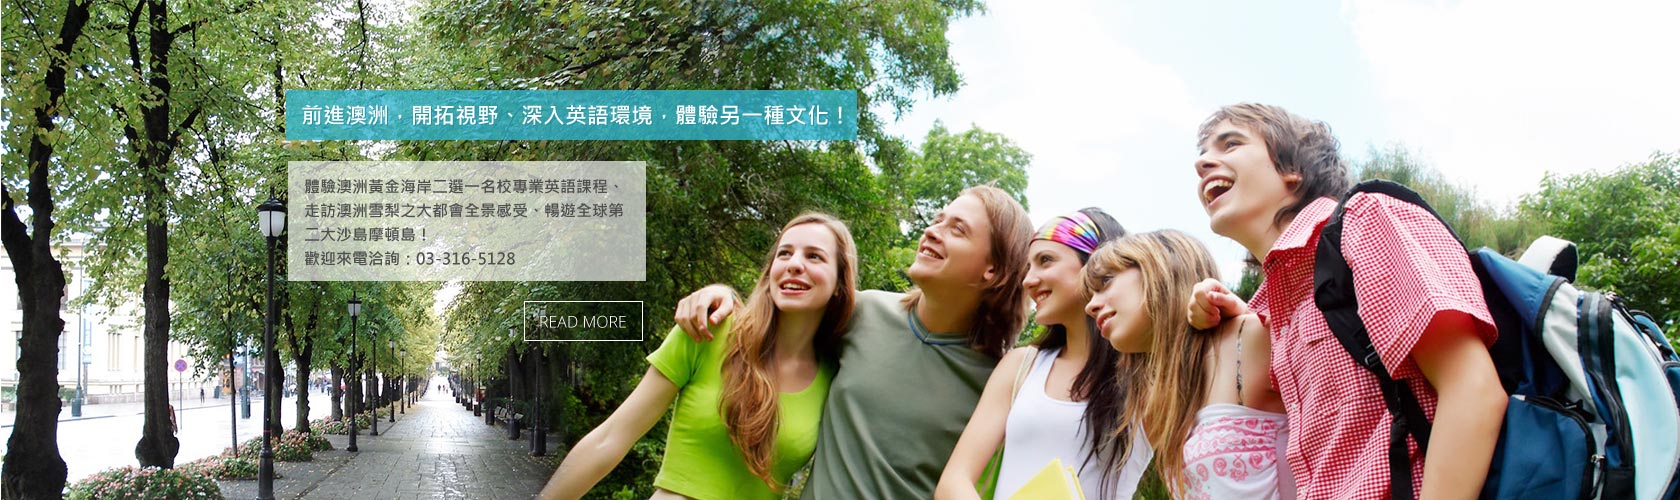 前進澳洲，開拓視野、深入英語環境，體驗另一種文化！
體驗澳洲黃金海岸二選一名校專業英語課程、
走訪澳洲雪梨之大都會全景感受、暢遊全球第
二大沙島摩頓島！
歡迎來電洽詢：03-316-5128
READ MORE